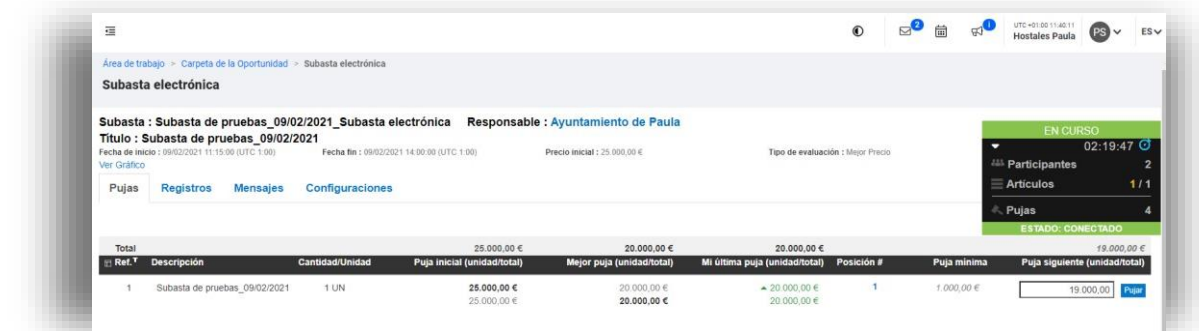 2
1
UTC +01:00 11:40:11
Hostales Paula
PS
ES
Área de trabajo > Carpeta de la Oportunidad > Subasta electrónica
Subasta electrónica
Subasta : Subasta de pruebas_09/02/2021_Subasta electrónica Responsable : Ayuntamiento de Paula
Título : Subasta de pruebas_09/02/2021
Fecha de inicio : 09/02/2021 11:15:00 (UTC 1:00) Fecha fin : 09/02/2021 14:00:00 (UTC 1:00) Precio inicial : 25.000,00 € Tipo de evaluación : Mejor Precio
Ver Gráfico
EN CURSO
02:19:47
Participantes 2
Artículos 1 / 1
Pujas 4
ESTADO: CONECTADO
Pujas Registros Mensajes Configuraciones
Total 25.000,00 € 20.000,00 € 20.000,00 € 19.000,00 €
Ref. Descripción Cantidad/Unidad Puja inicial (unidad/total) Mejor puja (unidad/total) Mi última puja (unidad/total) Posición # Puja mínima Puja siguiente (unidad/total)
1 Subasta de pruebas_09/02/2021 1 UN 25.000,00 € 20.000,00 € 20.000,00 € 1 1.000,00 € 19.000,00 Pujar
25.000,00 € 20.000,00 € 20.000,00 €